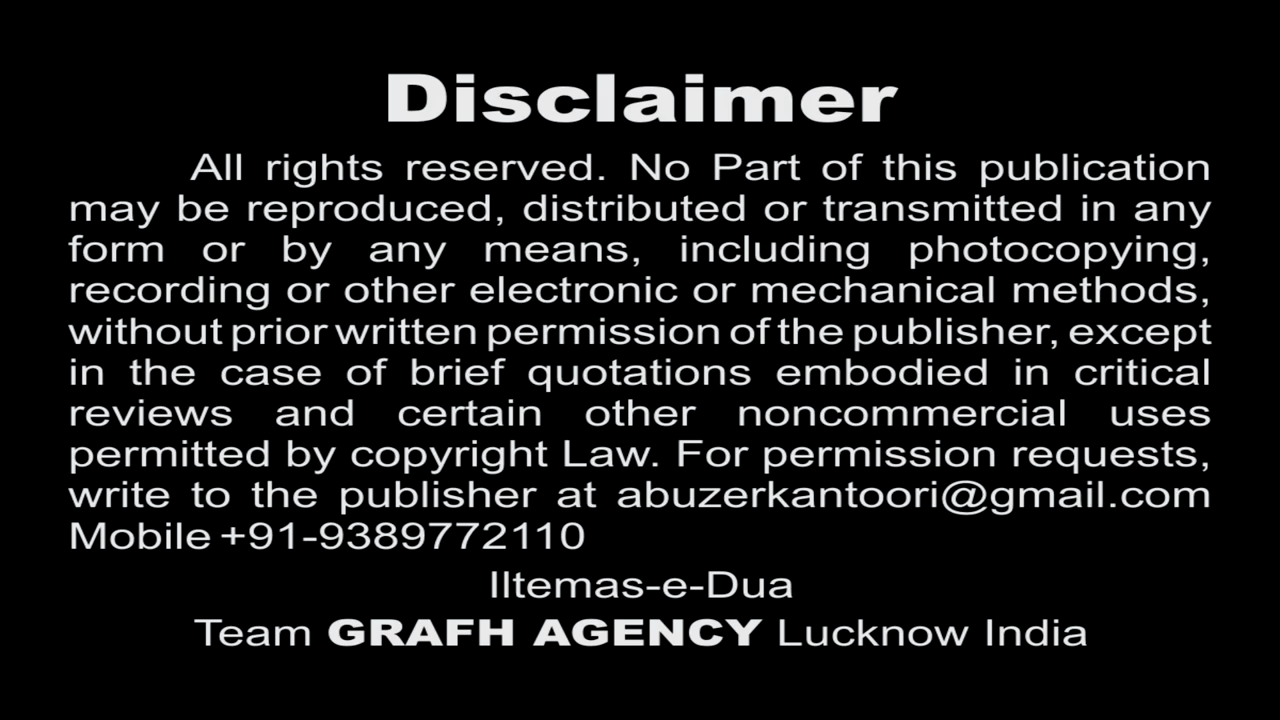 Disclaimer
All rights reserved. No Part of this publication
may be reproduced, distributed or transmitted in any
form or by any means, including photocopying,
recording or other electronic or mechanical methods,
without prior written permission of the publisher, except
in the case of brief quotations embodied in critical
reviews and certain other noncommercial uses
permitted by copyright Law. For permission requests,
write to the publisher at abuzerkantoori@gmail.com
Mobile +91-9389772110
Iltemas-e-Dua
Team GRAFH AGENCY Lucknow India